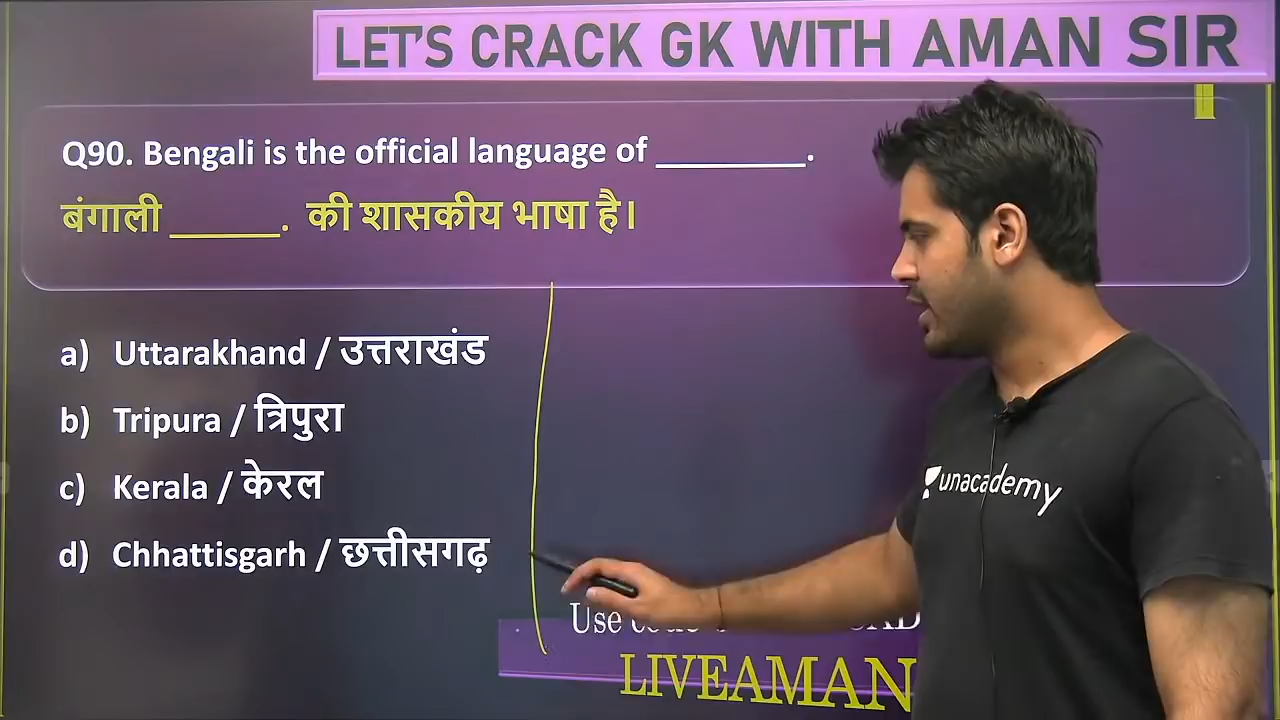 LET'S CRACK GK WITH AMAN SIR
Q90. Bengali is the official language of ________.
बंगाली _____. की शासकीय भाषा है।
a) Uttarakhand / उत्तराखंड
b) Tripura / त्रिपुरा
c) Kerala / केरल
d) Chhattisgarh / छत्तीसगढ़
unacademy
Use
LIVEAMAN